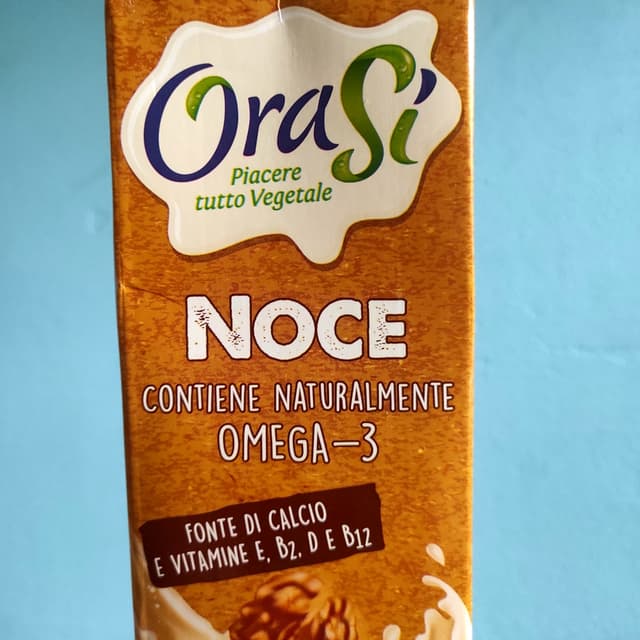 OraSì
Piacere
tutto Vegetale
NOCE
CONTIENE NATURALMENTE
OMEGA-3
FONTE DI CALCIO
E VITAMINE E, B2, D E B12